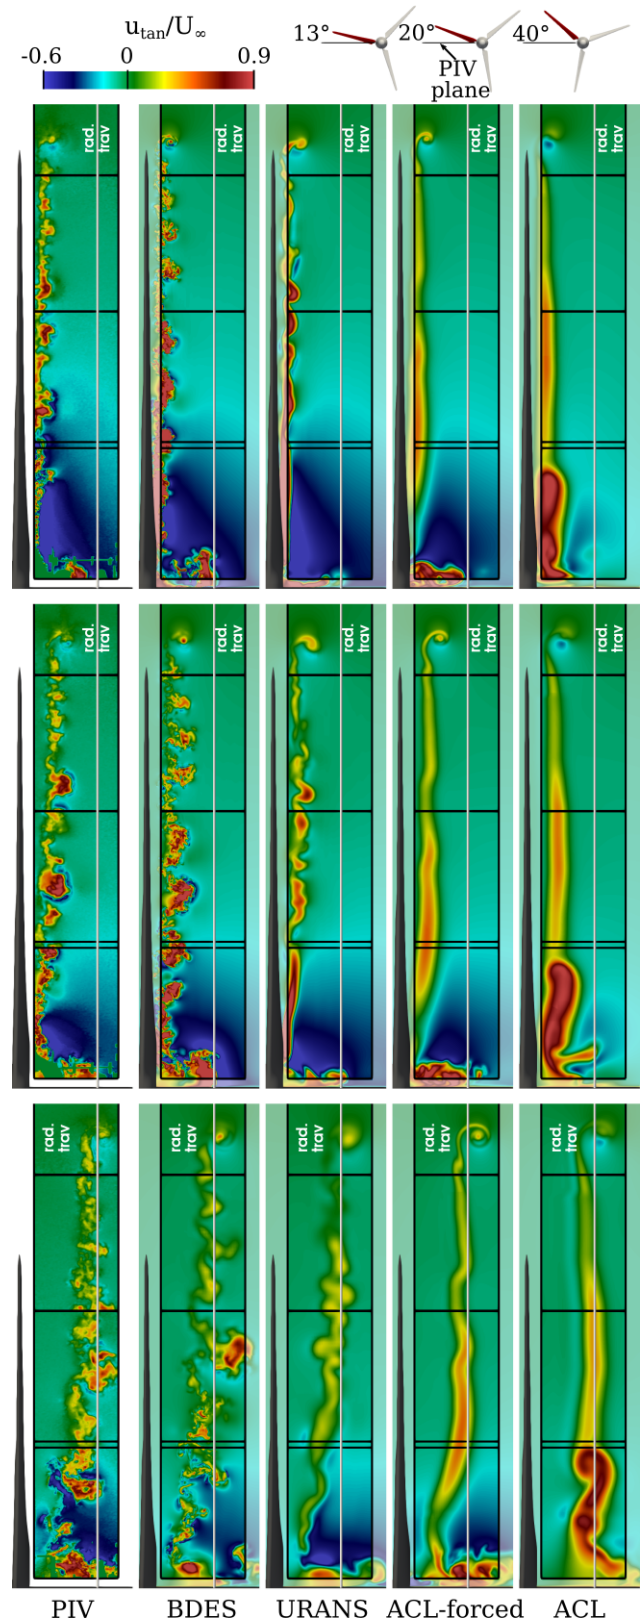 u_tan/U_∞
-0.6 0 0.9
13° 20° 40°
PIV
plane
rad.
trav
rad.
trav
rad.
trav
rad.
trav
rad.
trav
rad.
trav
rad.
trav
rad.
trav
rad.
trav
rad.
trav
rad.
trav
rad.
trav
rad.
trav
rad.
trav
rad.
trav
PIV BDES URANS ACL-forced ACL